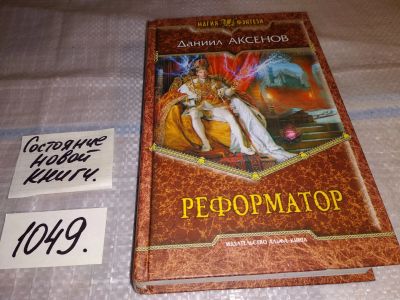 МАГИЯ ФЭНТЕЗИ
Даниил АКСЕНОВ
РЕФОРМАТОР
ИЗДАТЕЛЬСТВО АЛЬФА-КНИГА
Состояние
новой
книги.
1049.